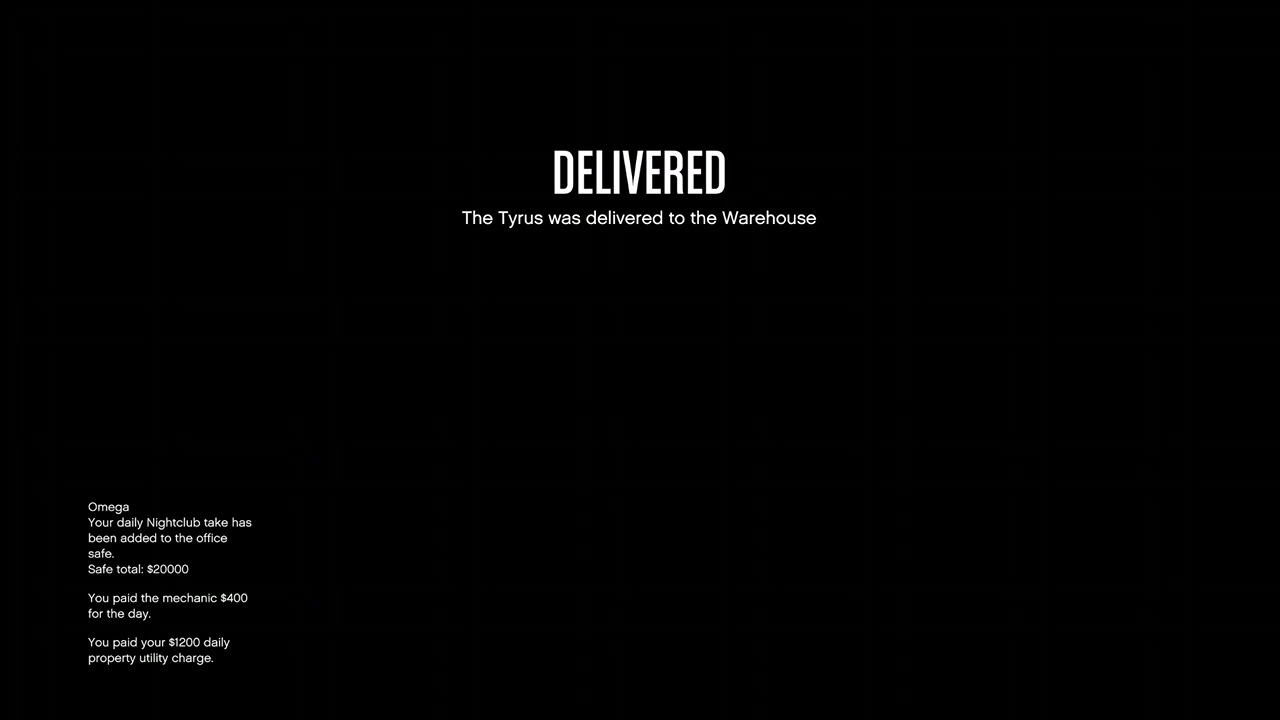 DELIVERED
The Tyrus was delivered to the Warehouse
Omega
Your daily Nightclub take has
been added to the office
safe.
Safe total: $20000
You paid the mechanic $400
for the day.
You paid your $1200 daily
property utility charge.